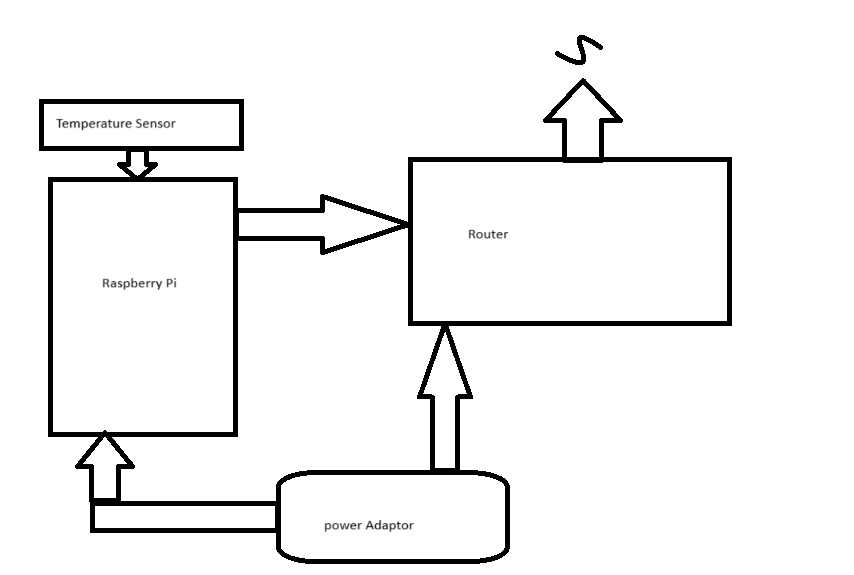 Temperature Sensor
Router
Raspberry Pi
power Adaptor